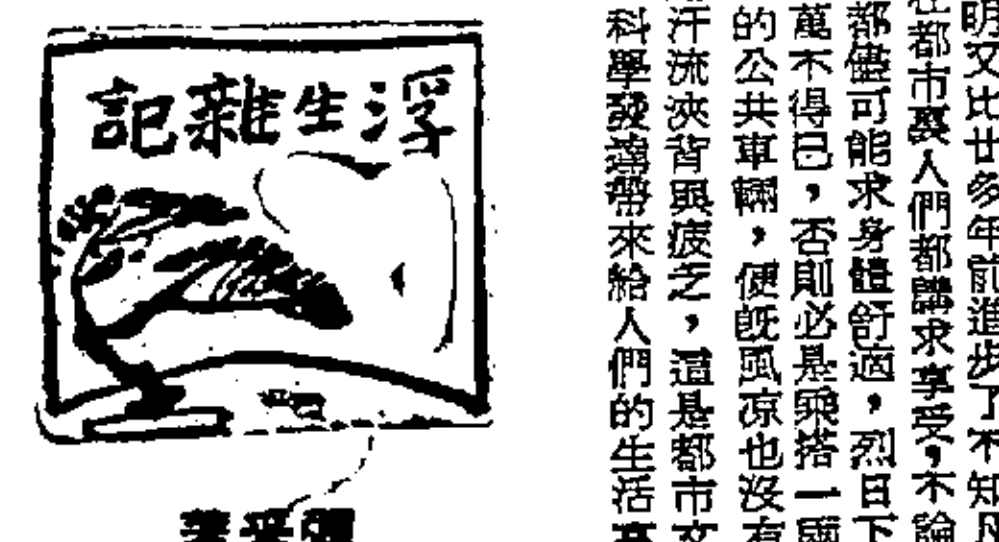 明又比廿多年前進步了不知凡
都市裏人們都講求享受，不論
都儘可能求身體舒適，烈日下
萬不得已，否則必是乘搭一
的公共車輛，便既風凉也沒有
汗流浹背與疲乏，這是都市文
科學發達帶來給人們的生活
浮生雜記